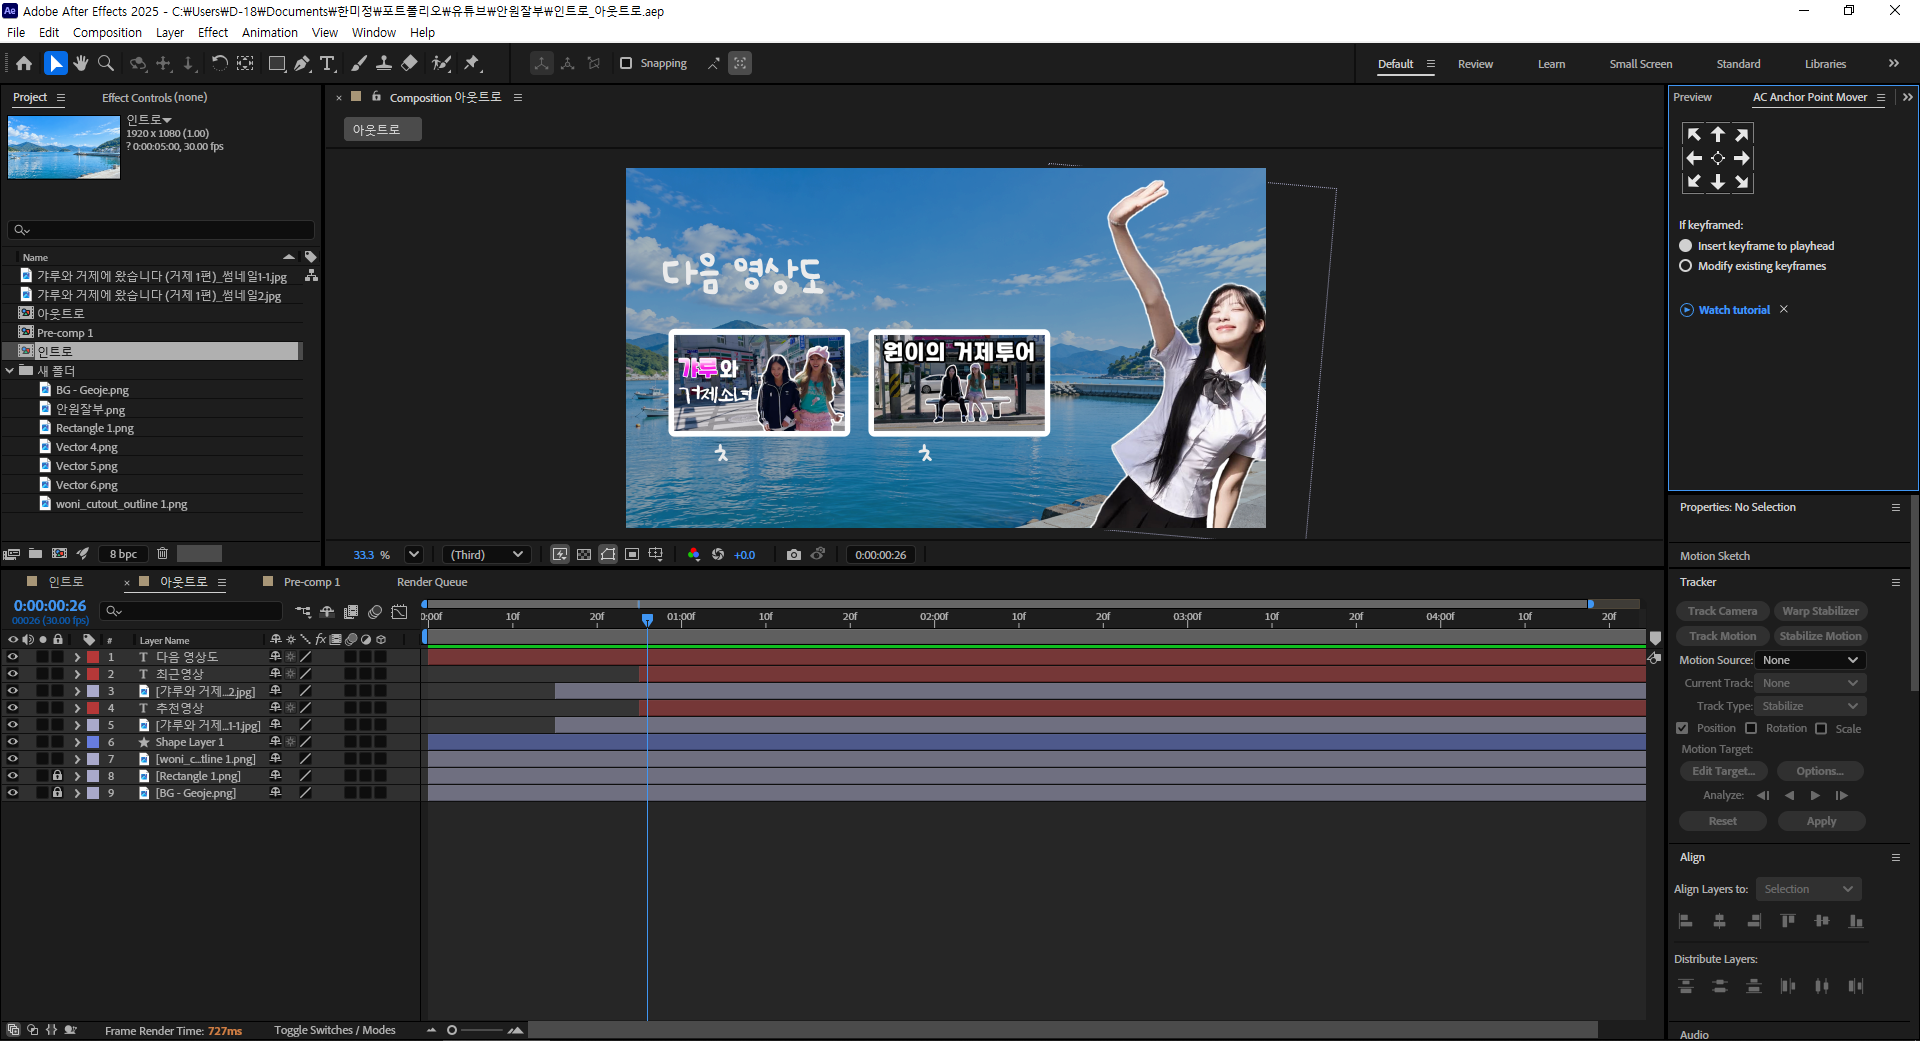 Adobe After Effects 2025 - C:₩Users₩D-18₩Documents₩한미정₩포트폴리오₩유튜브₩안원잘부₩인트로_아웃트로.aep
File Edit Composition Layer Effect Animation View Window Help
Snapping
Default Review Learn Small Screen Standard Libraries
Project Effect Controls (none)
인트로
1920 x 1080 (1.00)
? 0:00:05:00, 30.00 fps
Name
갸루와 거제에 왔습니다 (거제 1편)_썸네일1-1.jpg
갸루와 거제에 왔습니다 (거제 1편)_썸네일2.jpg
아웃트로
Pre-comp 1
인트로
새 폴더
BG - Geoje.png
안원잘부.png
Rectangle 1.png
Vector 4.png
Vector 5.png
Vector 6.png
woni_cutout_outline 1.png
8 bpc
Composition 아웃트로
아웃트로
다음 영상도
갸루와
거제소녀
원이의 거제투어
ㅊ ㅊ
33.3 % (Third) +0.0 0:00:00:26
Preview AC Anchor Point Mover
If keyframed:
Insert keyframe to playhead
Modify existing keyframes
Watch tutorial
Properties: No Selection
Motion Sketch
Tracker
Track Camera Warp Stabilizer
Track Motion Stabilize Motion
Motion Source: None
Current Track: None
Track Type: Stabilize
Position Rotation Scale
Motion Target:
Edit Target... Options...
Analyze:
Reset Apply
Align
Align Layers to: Selection
Distribute Layers:
Audio
인트로 아웃트로 Pre-comp 1 Render Queue
0:00:00:26
00026 (30.00 fps)
0:00f 10f 20f 01:00f 10f 20f 02:00f 10f 20f 03:00f 10f 20f 04:00f 10f 20f
# Layer Name
1 다음 영상도
2 최근영상
3 [갸루와 거제...2.jpg]
4 추천영상
5 [갸루와 거제...1-1.jpg]
6 Shape Layer 1
7 [woni_c...tline 1.png]
8 [Rectangle 1.png]
9 [BG - Geoje.png]
Frame Render Time: 727ms Toggle Switches / Modes